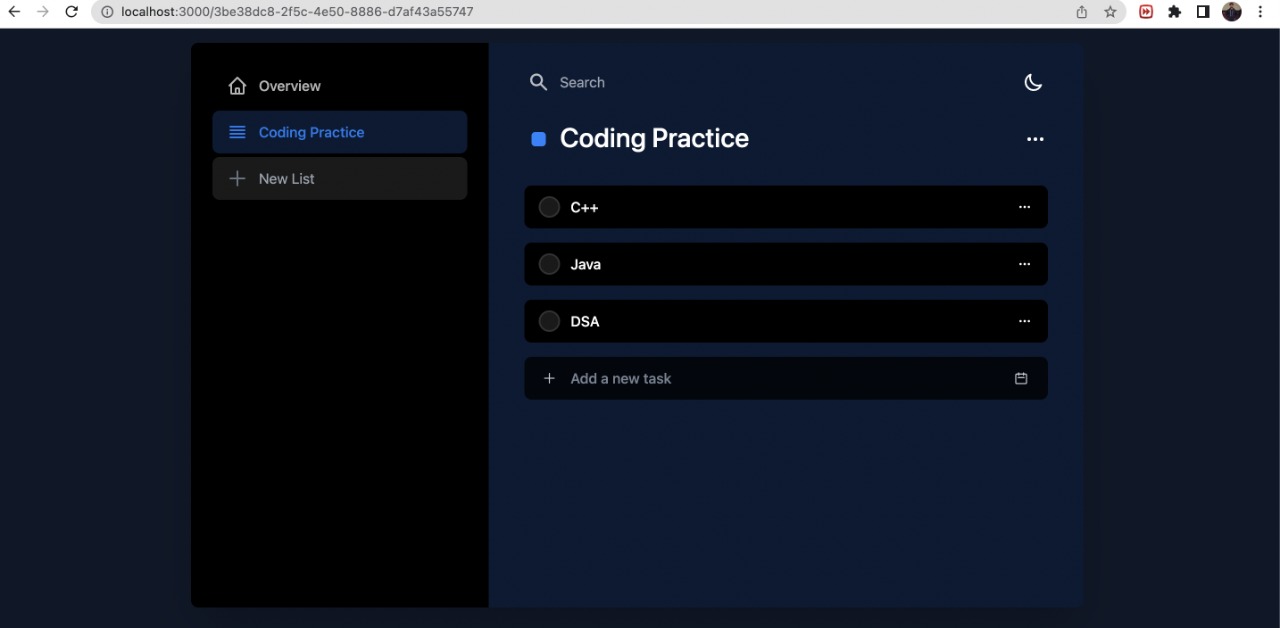 localhost:3000/3be38dc8-2f5c-4e50-8886-d7af43a55747
Overview
Coding Practice
New List
Search
Coding Practice
C++
Java
DSA
Add a new task